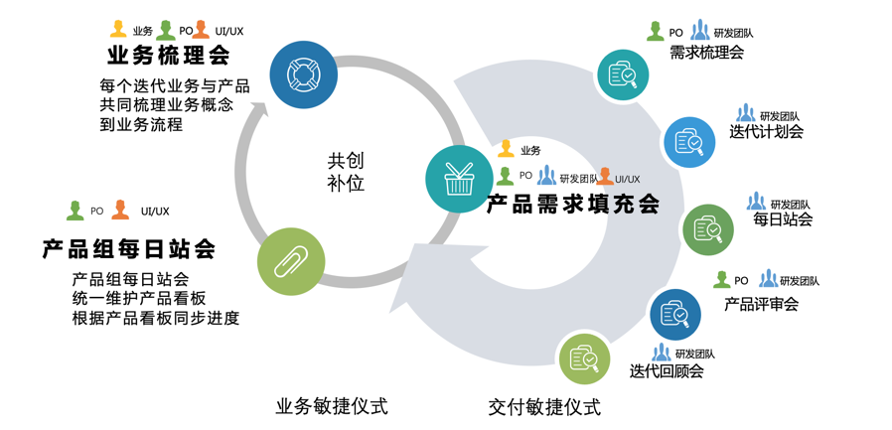 业务 PO UI/UX
业务梳理会
每个迭代业务与产品
共同梳理业务概念
到业务流程
共创
补位
PO UI/UX
产品组每日站会
产品组每日站会
统一维护产品看板
根据产品看板同步进度
业务
PO 研发团队 UI/UX
产品需求填充会
PO 研发团队
需求梳理会
研发团队
迭代计划会
研发团队
每日站会
PO 研发团队
产品评审会
研发团队
迭代回顾会
业务敏捷仪式
交付敏捷仪式